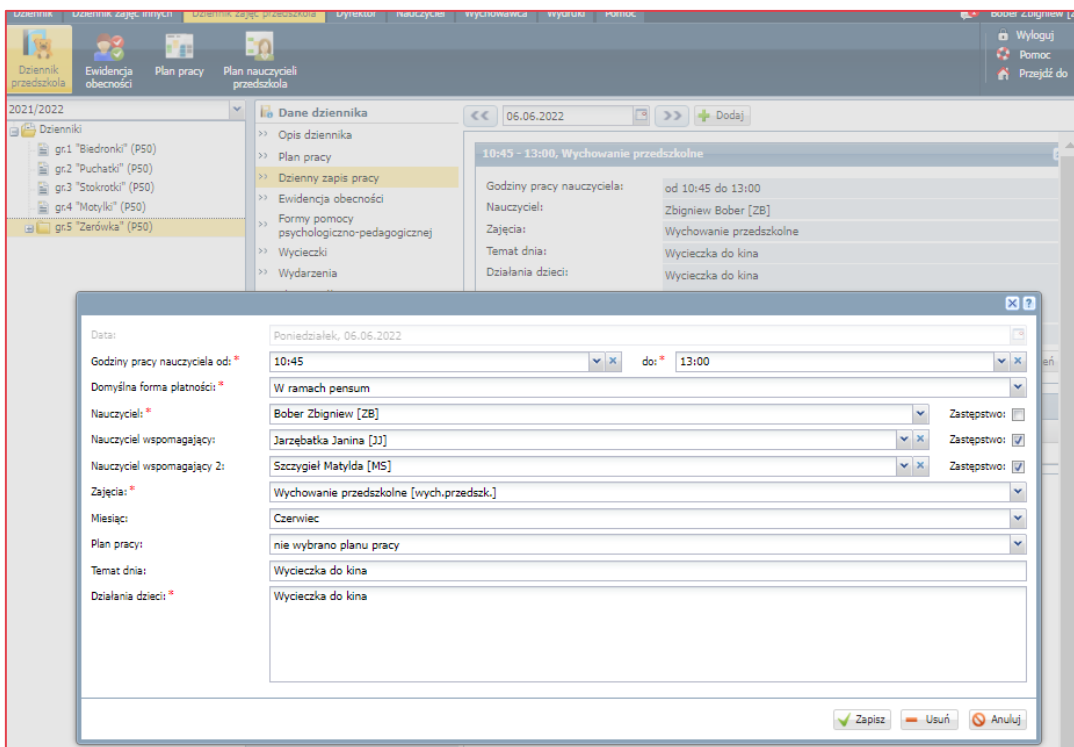 Dziennik Dziennik zajęć innych Dziennik zajęć przedszkola Dyrektor Nauczyciel Wychowawca Wydruki Pomoc Bober Zbigniew [Z
Dziennik przedszkola
Ewidencja obecności
Plan pracy
Plan nauczycieli przedszkola
Wyloguj
Pomoc
Przejdź do
2021/2022
Dzienniki
gr.1 "Biedronki" (P50)
gr.2 "Puchatki" (P50)
gr.3 "Stokrotki" (P50)
gr.4 "Motylki" (P50)
gr.5 "Zerówka" (P50)
Dane dziennika
>> Opis dziennika
>> Plan pracy
>> Dzienny zapis pracy
>> Ewidencja obecności
>> Formy pomocy
psychologiczno-pedagogicznej
>> Wycieczki
>> Wydarzenia
<< 06.06.2022 >> Dodaj
10:45 - 13:00, Wychowanie przedszkolne
Godziny pracy nauczyciela: od 10:45 do 13:00
Nauczyciel: Zbigniew Bober [ZB]
Zajęcia: Wychowanie przedszkolne
Temat dnia: Wycieczka do kina
Działania dzieci: Wycieczka do kina
Data: Poniedziałek, 06.06.2022
Godziny pracy nauczyciela od: * 10:45 do: * 13:00
Domyślna forma płatności: * W ramach pensum
Nauczyciel: * Bober Zbigniew [ZB] Zastępstwo:
Nauczyciel wspomagający: Jarzębatka Janina [JJ] Zastępstwo:
Nauczyciel wspomagający 2: Szczygieł Matylda [MS] Zastępstwo:
Zajęcia: * Wychowanie przedszkolne [wych.przedszk.]
Miesiąc: Czerwiec
Plan pracy: nie wybrano planu pracy
Temat dnia: Wycieczka do kina
Działania dzieci: * Wycieczka do kina
Zapisz Usuń Anuluj